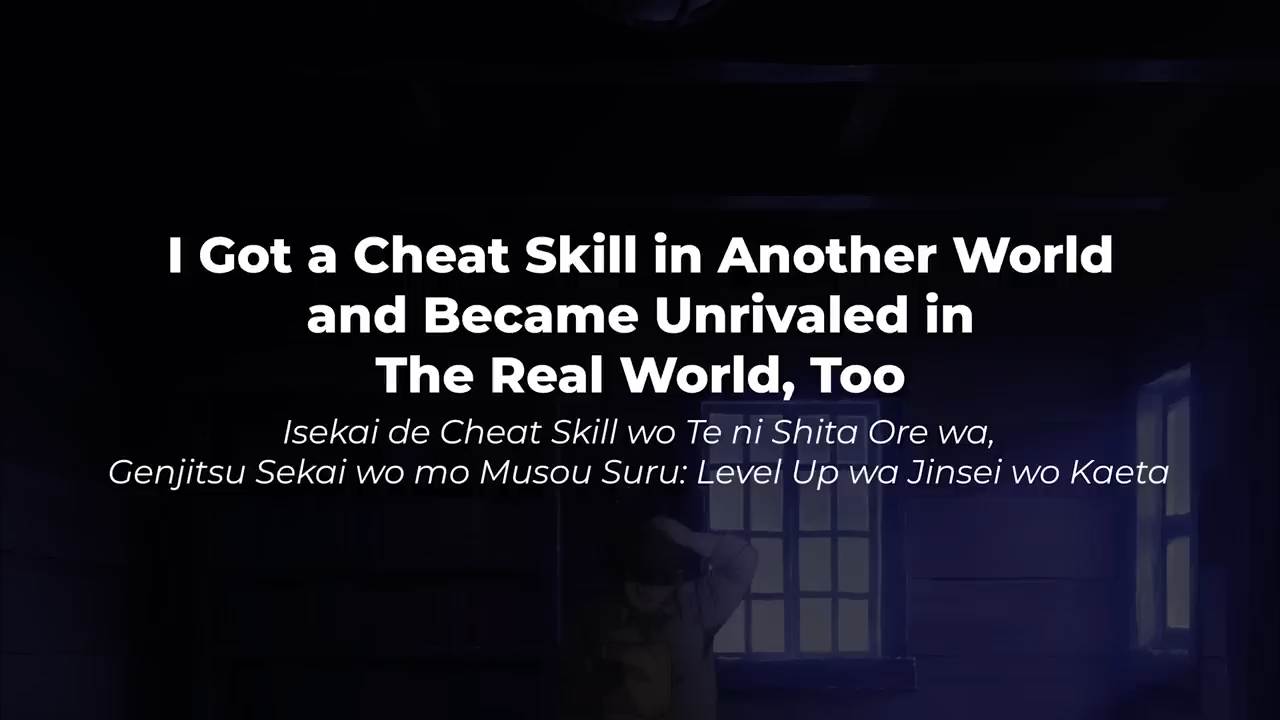 I Got a Cheat Skill in Another World
and Became Unrivaled in
The Real World, Too
Isekai de Cheat Skill wo Te ni Shita Ore wa,
Genjitsu Sekai wo mo Musou Suru: Level Up wa Jinsei wo Kaeta